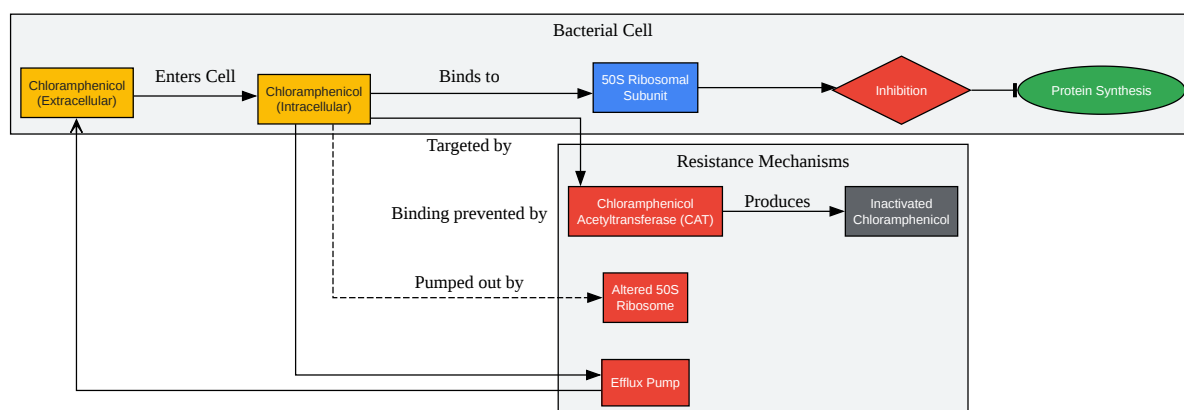 Bacterial Cell
Chloramphenicol
(Extracellular)
Enters Cell
Chloramphenicol
(Intracellular)
Binds to
50S Ribosomal
Subunit
Inhibition
Protein Synthesis
Targeted by
Resistance Mechanisms
Binding prevented by
Chloramphenicol
Acetyltransferase (CAT)
Produces
Inactivated
Chloramphenicol
Pumped out by
Altered 50S
Ribosome
Efflux Pump